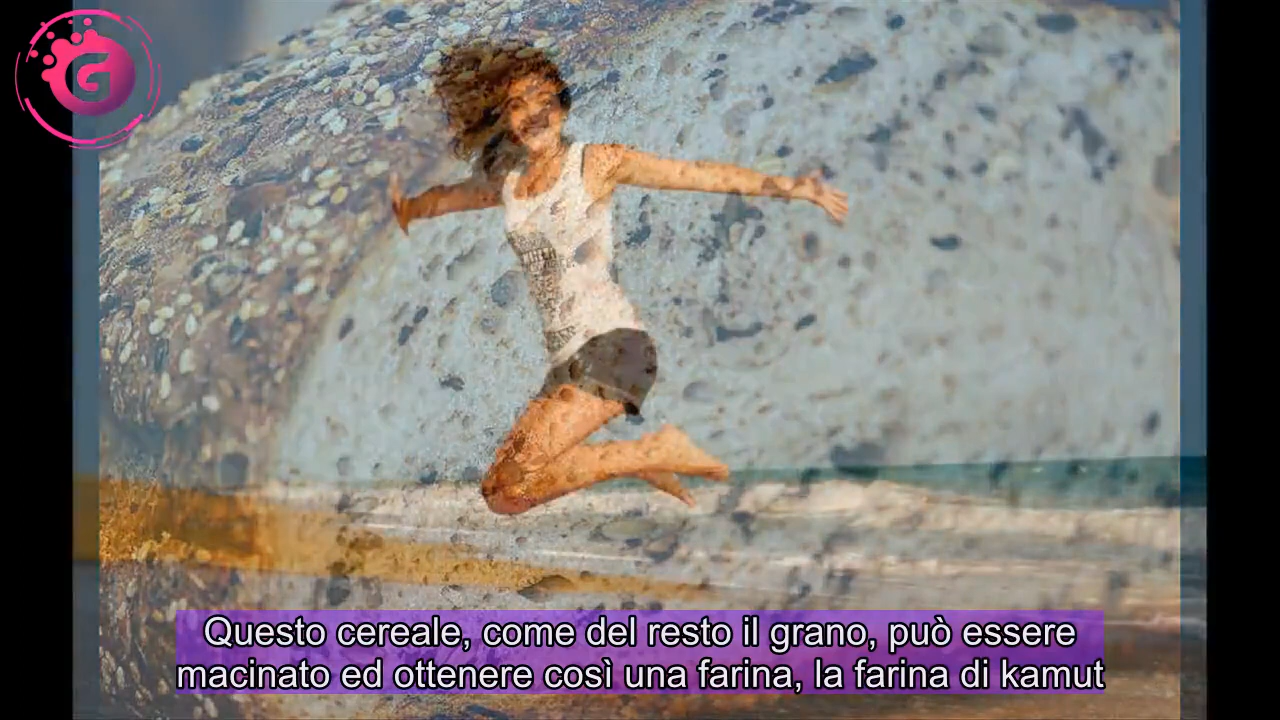 G
Questo cereale, come del resto il grano, può essere
macinato ed ottenere così una farina, la farina di kamut